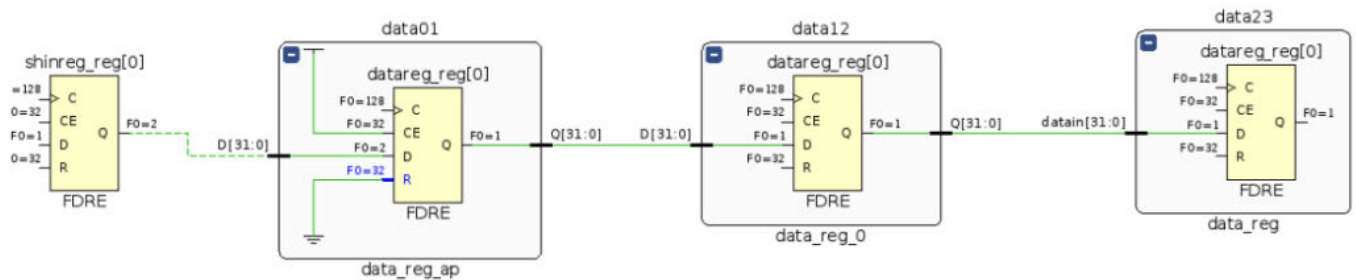 shinreg_reg[0]
=128
C
0=32
CE
F0=1
D
Q
F0=2
0=32
R
FDRE
data01
D[31:0]
datareg_reg[0]
F0=128
C
F0=32
CE
F0=2
D
Q
F0=1
F0=32
R
FDRE
data_reg_ap
Q[31:0]
data12
D[31:0]
datareg_reg[0]
F0=128
C
F0=32
CE
F0=1
D
Q
F0=1
F0=32
R
FDRE
data_reg_0
Q[31:0]
data23
datain[31:0]
datareg_reg[0]
F0=128
C
F0=32
CE
F0=1
D
Q
F0=1
F0=32
R
FDRE
data_reg